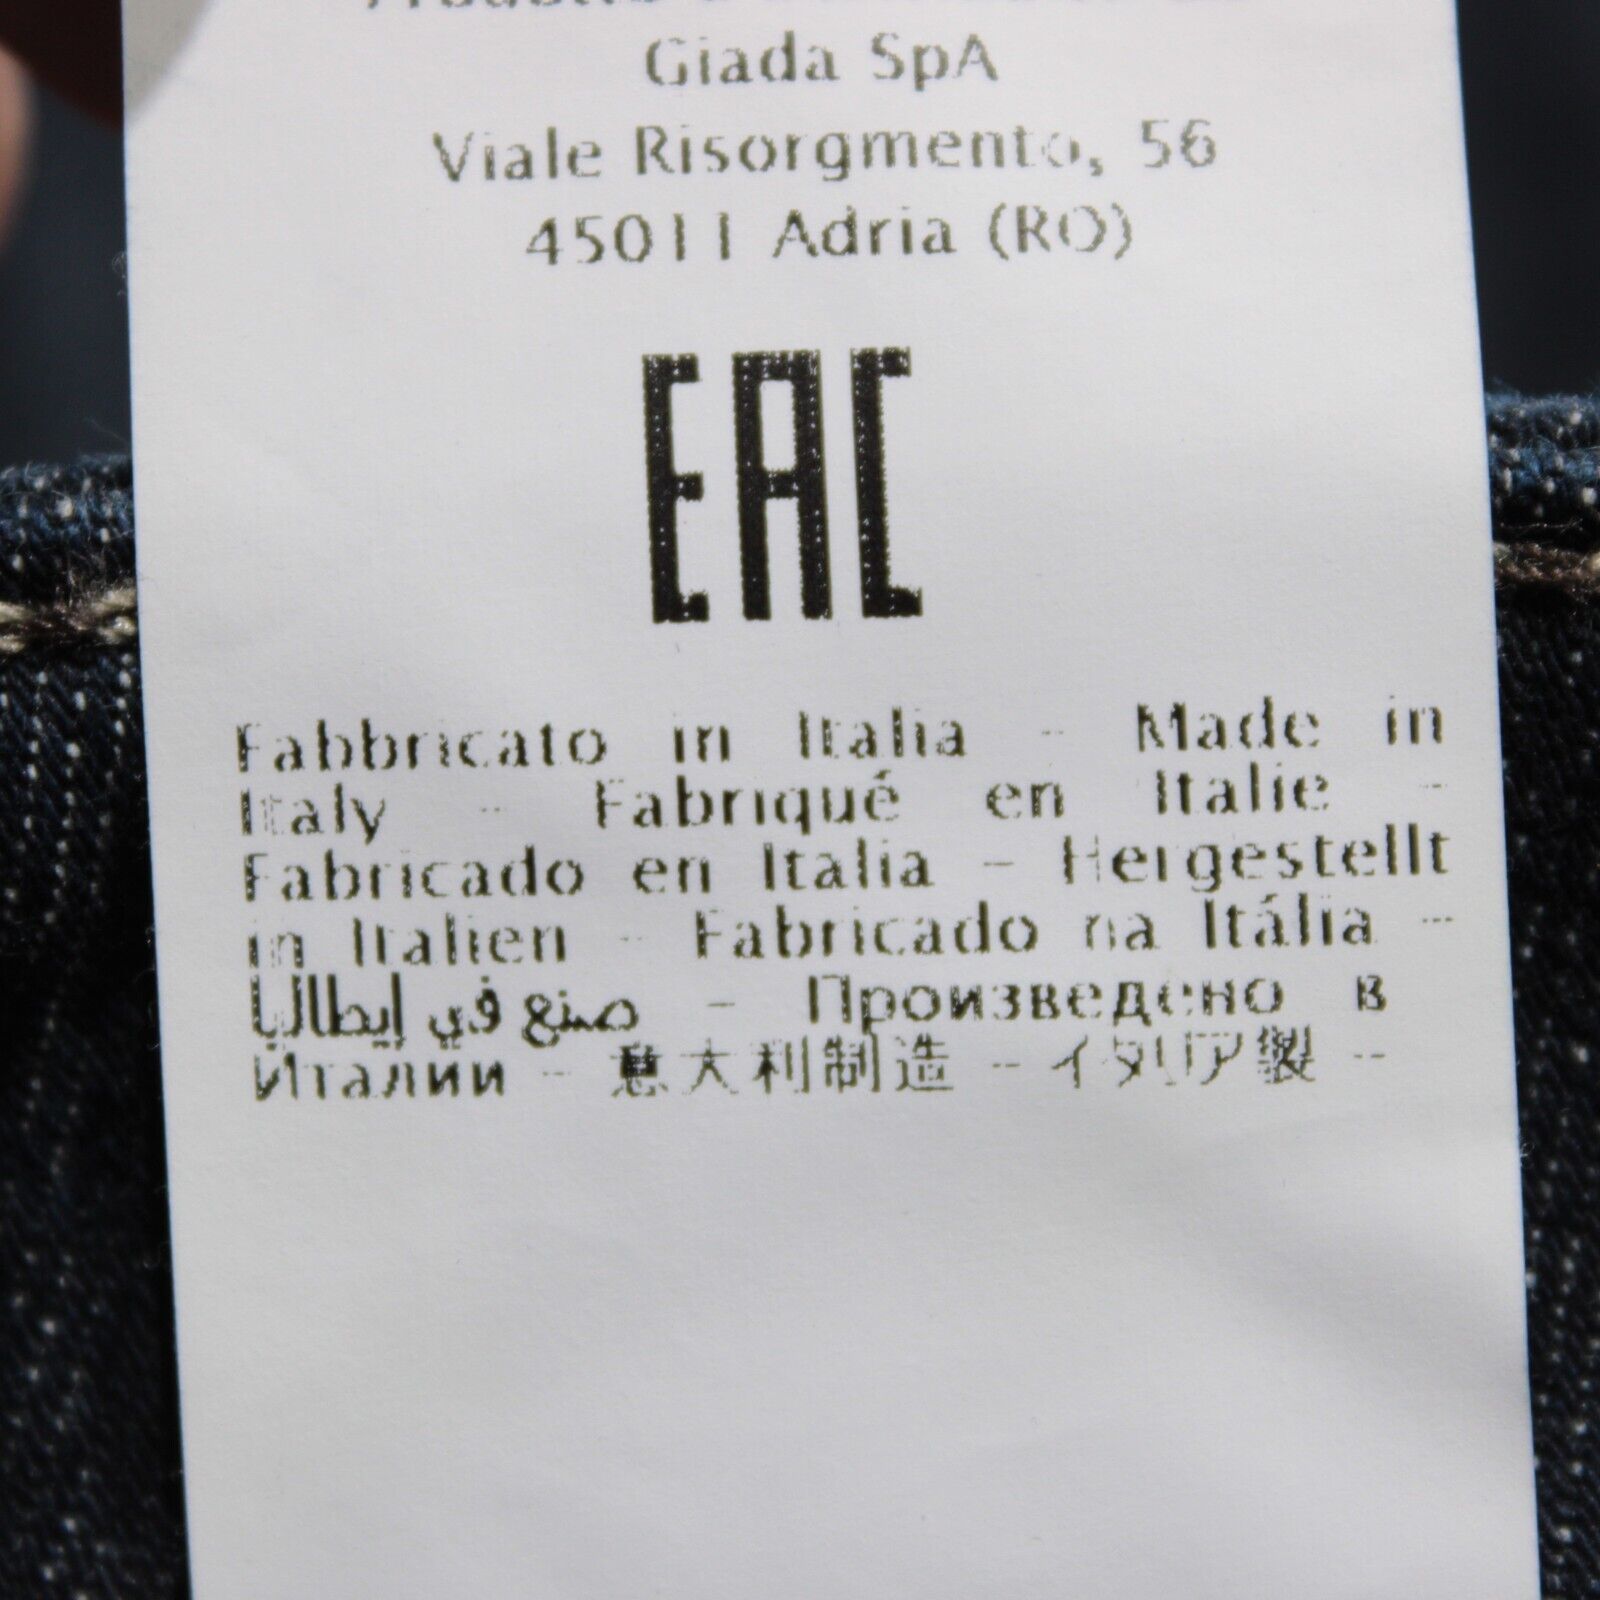 Giada SpA
Viale Risorgmento, 56
45011 Adria (RO)
EAC
Fabbricato in Italia - Made in
Italy - Fabriqué en Italie -
Fabricado en Italia - Hergestellt
in Italien - Fabricado na Itália -
صنع في إيطاليا - Произведено в
Италии - 意大利制造 - イタリア製 -